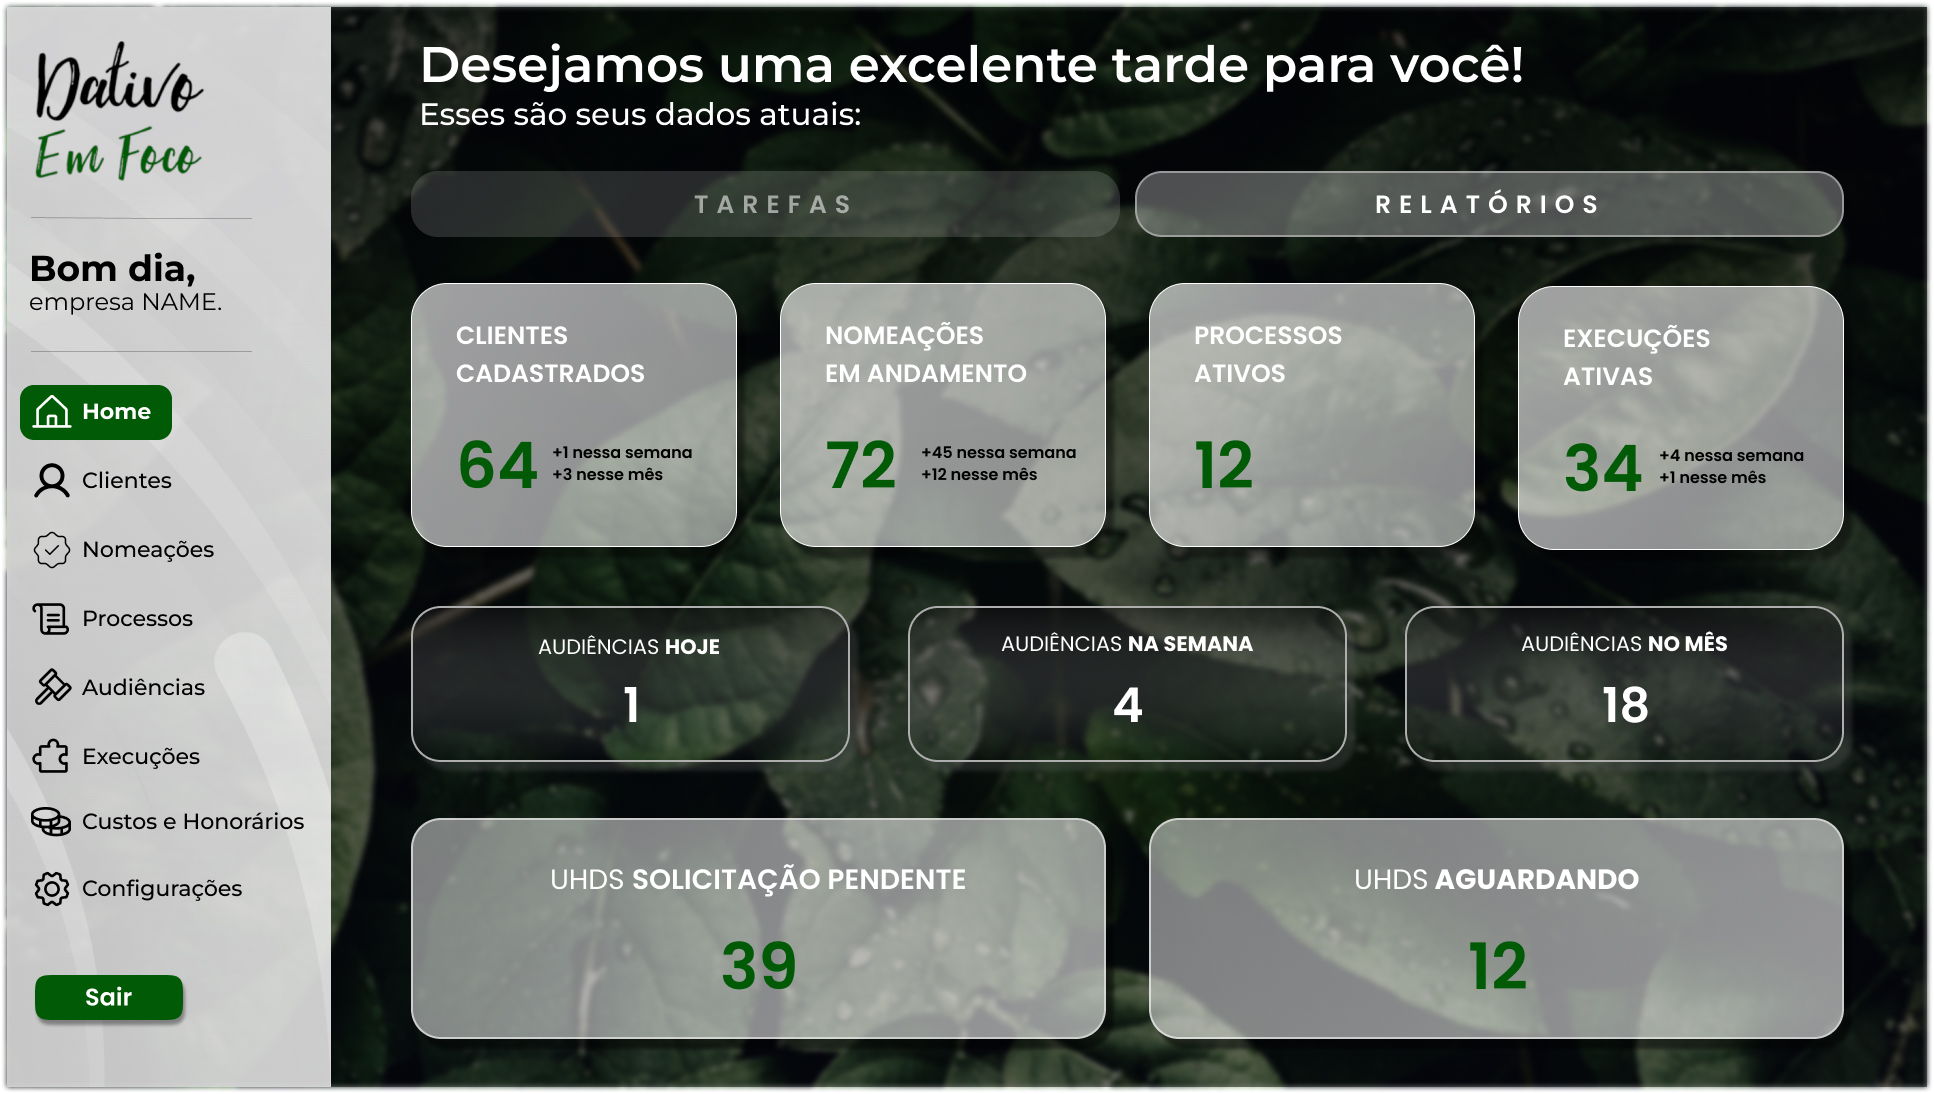 Dativo
Em Foco
Bom dia,
empresa NAME.
Home
Clientes
Nomeações
Processos
Audiências
Execuções
Custos e Honorários
Configurações
Sair
Desejamos uma excelente tarde para você!
Esses são seus dados atuais:
TAREFAS
RELATÓRIOS
CLIENTES
CADASTRADOS
64
+1 nessa semana
+3 nesse mês
NOMEAÇÕES
EM ANDAMENTO
72
+45 nessa semana
+12 nesse mês
PROCESSOS
ATIVOS
12
EXECUÇÕES
ATIVAS
34
+4 nessa semana
+1 nesse mês
AUDIÊNCIAS HOJE
1
AUDIÊNCIAS NA SEMANA
4
AUDIÊNCIAS NO MÊS
18
UHDS SOLICITAÇÃO PENDENTE
39
UHDS AGUARDANDO
12